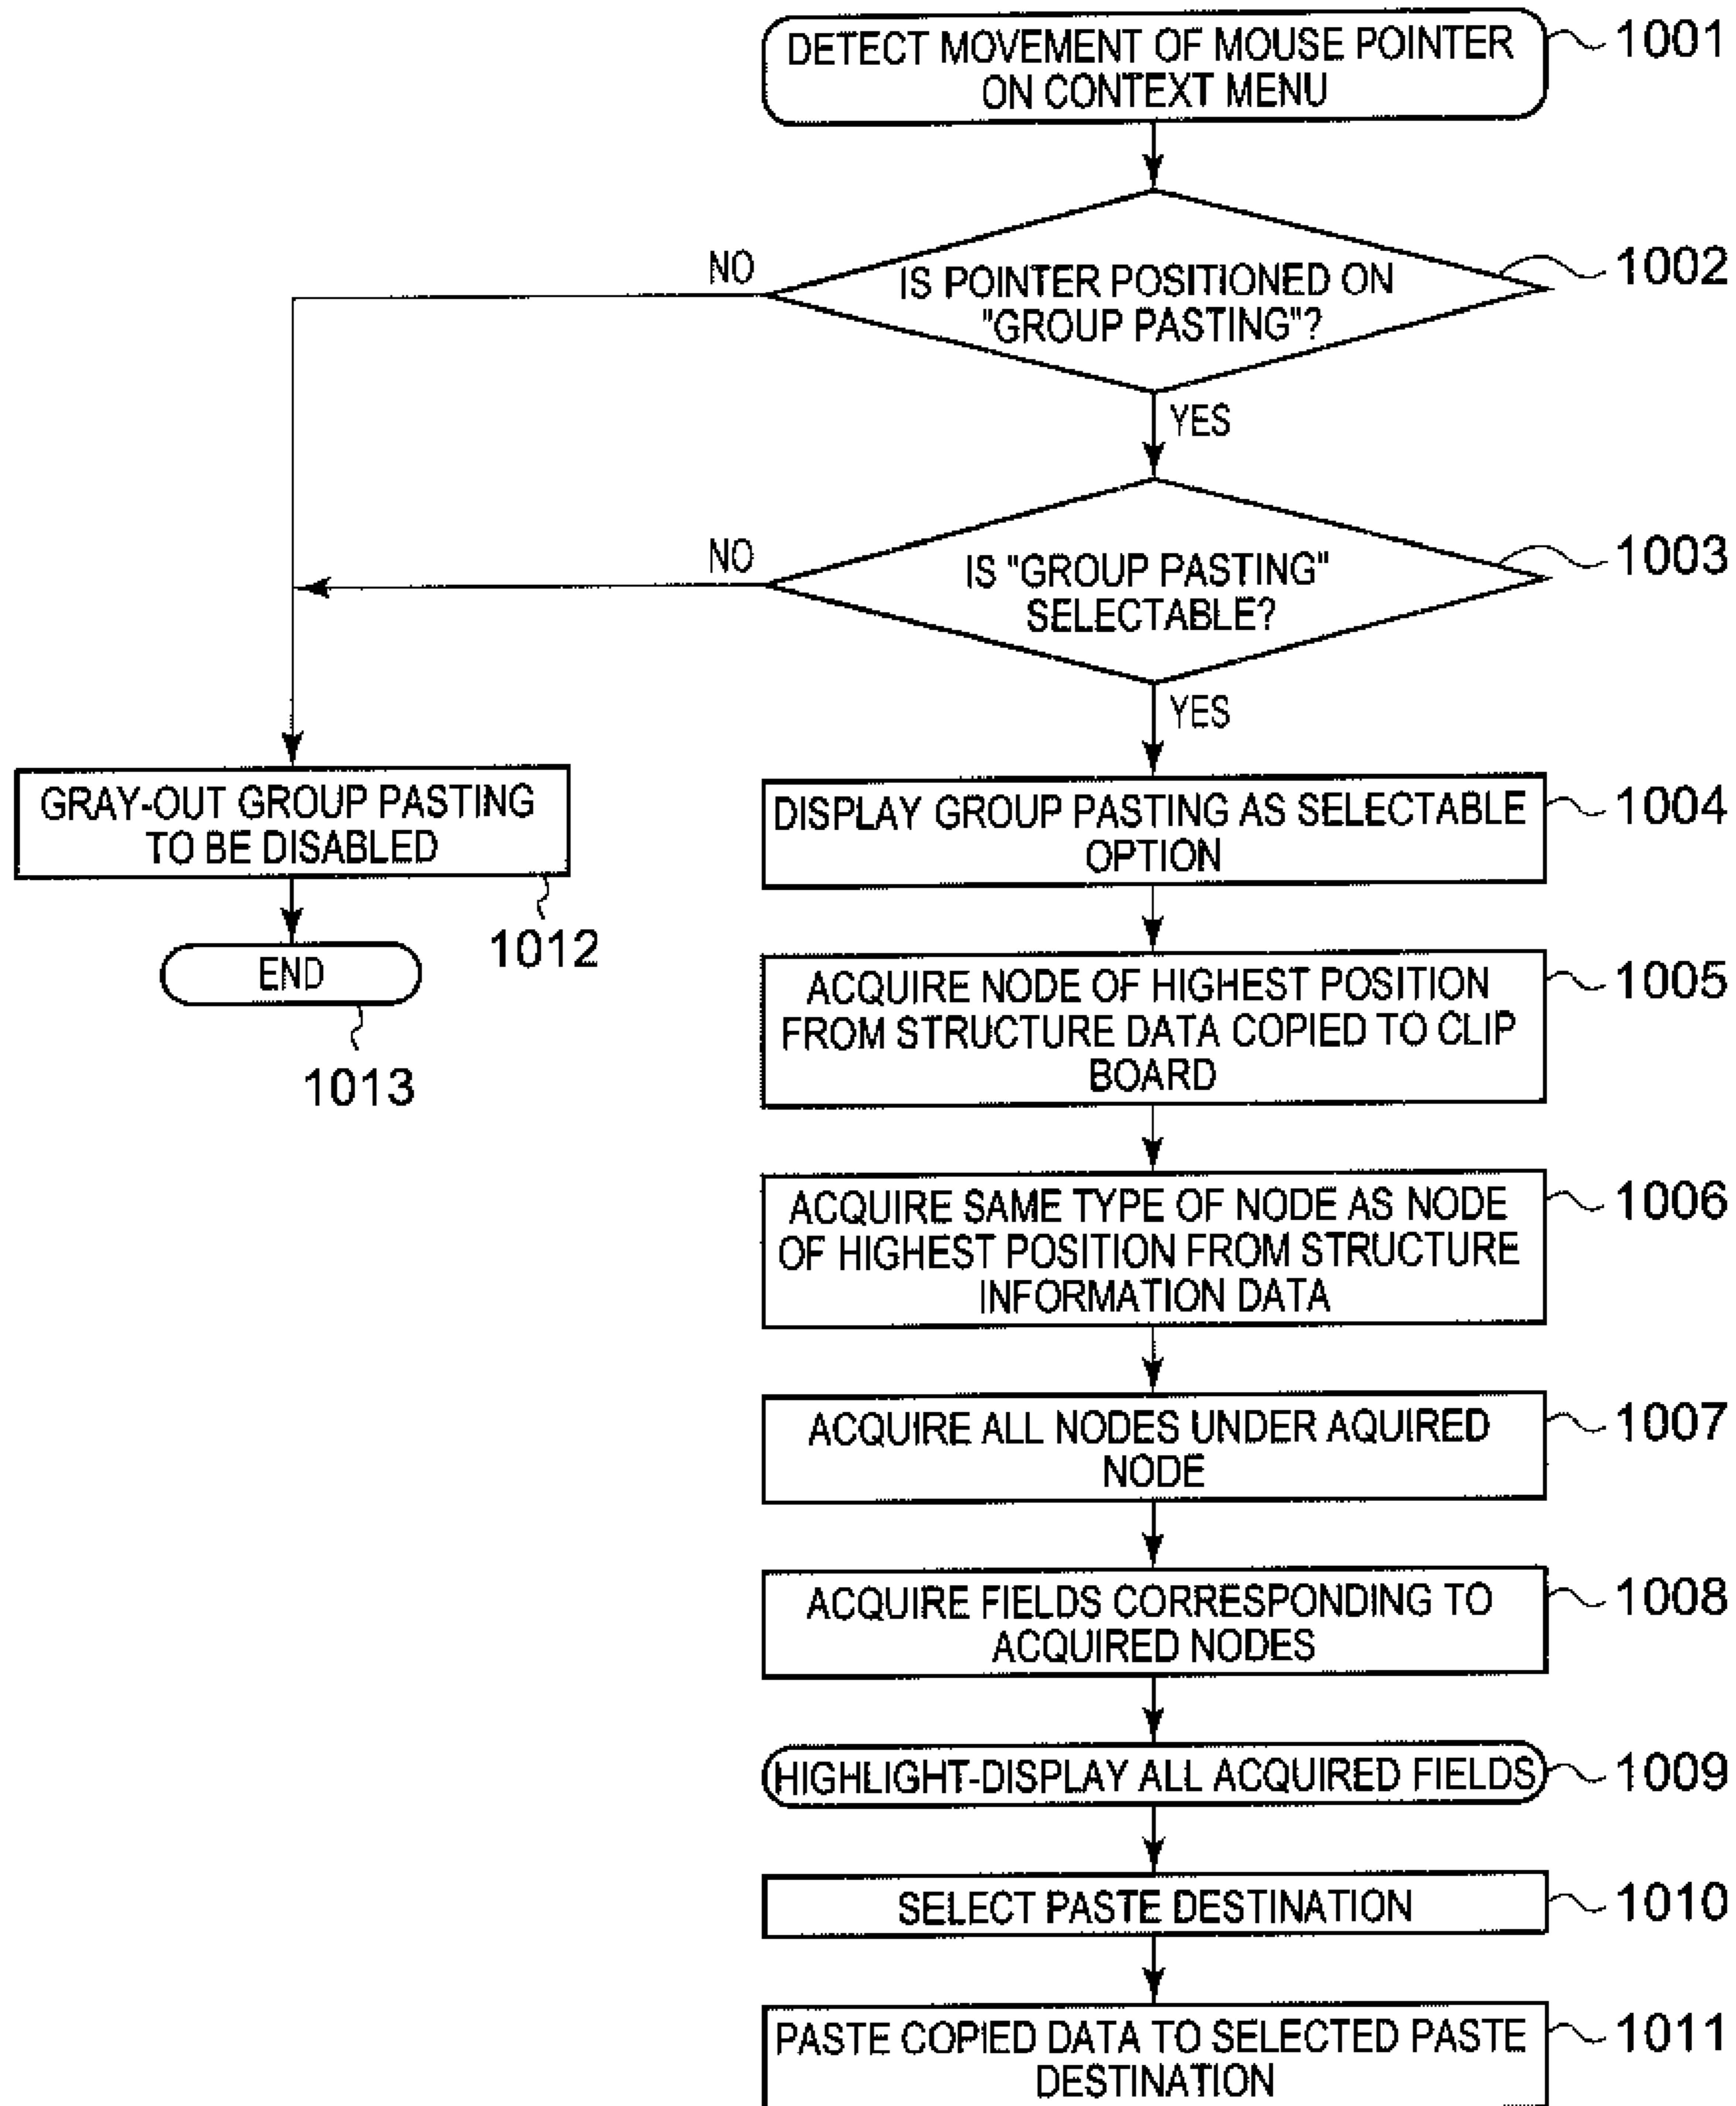 DETECT MOVEMENT OF MOUSE POINTER
ON CONTEXT MENU
1001
NO
IS POINTER POSITIONED ON
"GROUP PASTING"?
1002
YES
NO
IS "GROUP PASTING"
SELECTABLE?
1003
YES
GRAY-OUT GROUP PASTING
TO BE DISABLED
1012
END
1013
DISPLAY GROUP PASTING AS SELECTABLE
OPTION
1004
ACQUIRE NODE OF HIGHEST POSITION
FROM STRUCTURE DATA COPIED TO CLIP
BOARD
1005
ACQUIRE SAME TYPE OF NODE AS NODE
OF HIGHEST POSITION FROM STRUCTURE
INFORMATION DATA
1006
ACQUIRE ALL NODES UNDER AQUIRED
NODE
1007
ACQUIRE FIELDS CORRESPONDING TO
ACQUIRED NODES
1008
HIGHLIGHT-DISPLAY ALL ACQUIRED FIELDS
1009
SELECT PASTE DESTINATION
1010
PASTE COPIED DATA TO SELECTED PASTE
DESTINATION
1011